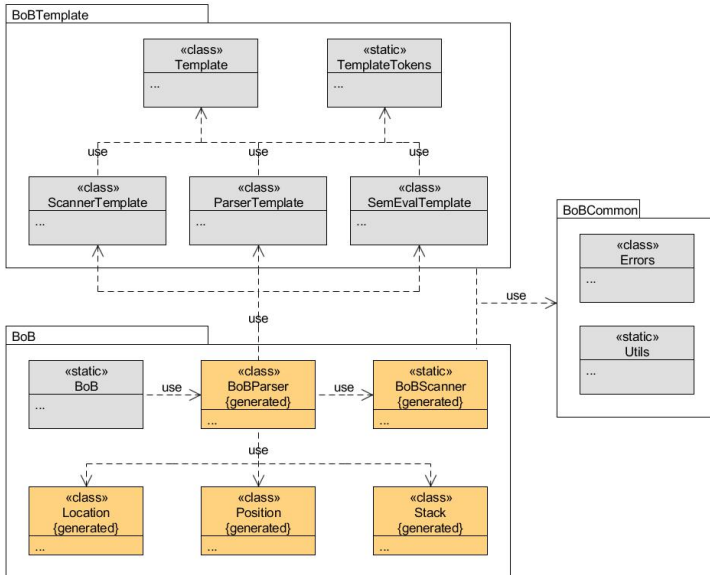 BoBTemplate
«class»
Template
...
«static»
TemplateTokens
...
use
use
use
«class»
ScannerTemplate
...
«class»
ParserTemplate
...
«class»
SemEvalTemplate
...
BoBCommon
«class»
Errors
...
«static»
Utils
...
use
use
BoB
«static»
BoB
...
use
«class»
BoBParser
{generated}
...
use
«static»
BoBScanner
{generated}
...
use
«class»
Location
{generated}
...
«class»
Position
{generated}
...
«class»
Stack
{generated}
...